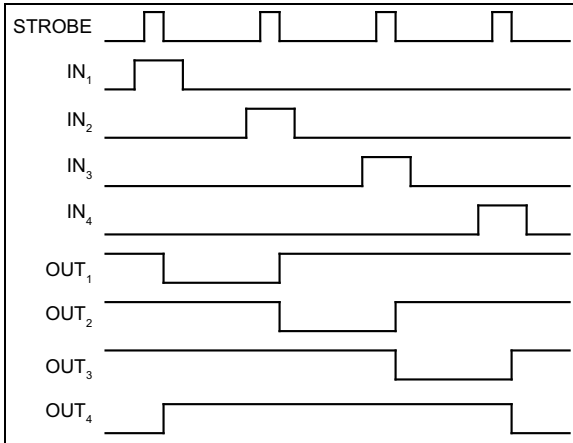 STROBE
IN₁
IN₂
IN₃
IN₄
OUT₁
OUT₂
OUT₃
OUT₄